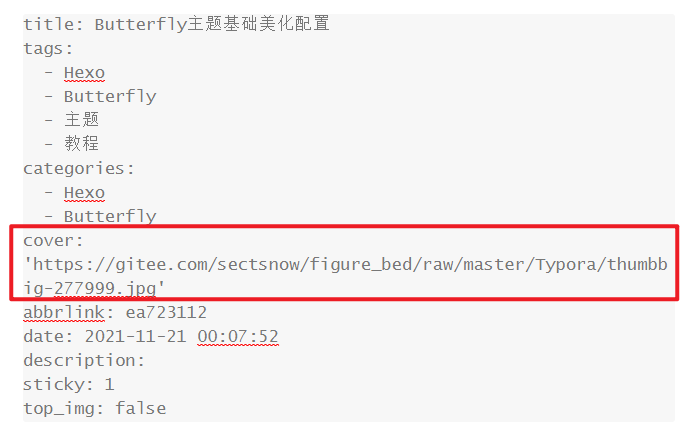 title: Butterfly主题基础美化配置
tags:
- Hexo
- Butterfly
- 主题
- 教程
categories:
- Hexo
- Butterfly
cover:
'https://gitee.com/sectsnow/figure_bed/raw/master/Typora/thumbb
ig-277999.jpg'
abbrlink: ea723112
date: 2021-11-21 00:07:52
description:
sticky: 1
top_img: false